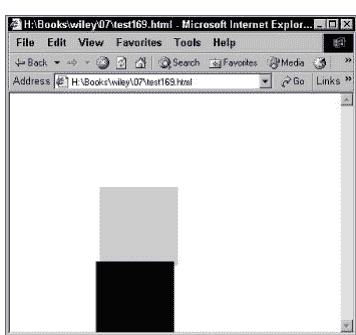 H:\Books\wiley\07\test169.html - Microsoft Internet Explor...
File Edit View Favorites Tools Help
Back Search Favorites Media »
Address H:\Books\wiley\07\test169.html Go Links »